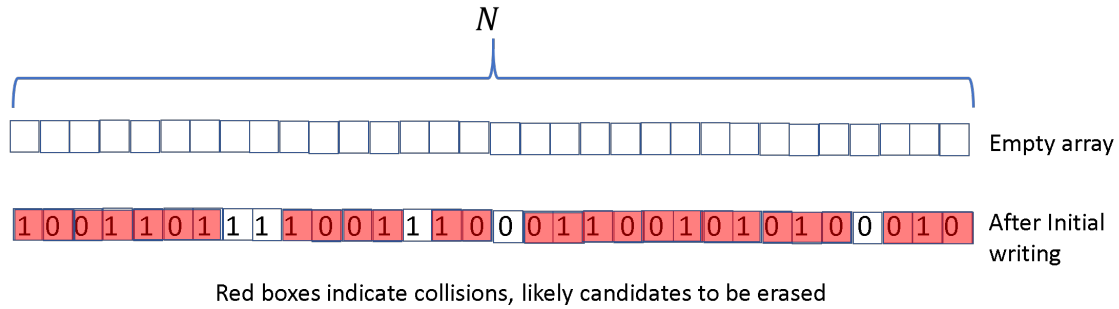 N
Empty array
1 0 0 1 1 0 1 1 1 1 0 0 1 1 1 0 0 0 1 1 0 0 1 0 1 0 1 0 0 0 1 0
After Initial
writing
Red boxes indicate collisions, likely candidates to be erased